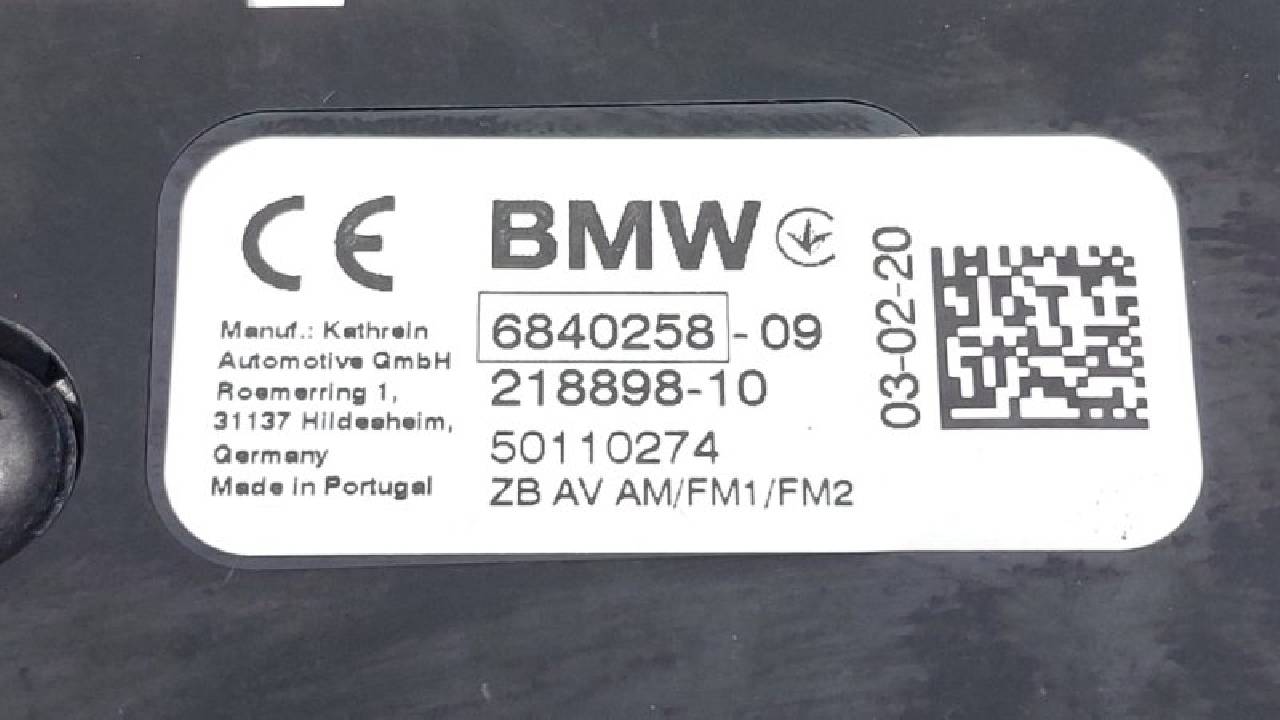 CE
Manuf.: Kathrein
Automotive GmbH
Roemerring 1,
31137 Hildesheim,
Germany
Made in Portugal
BMW
6840258-09
218898-10
50110274
ZB AV AM/FM1/FM2
03-02-20